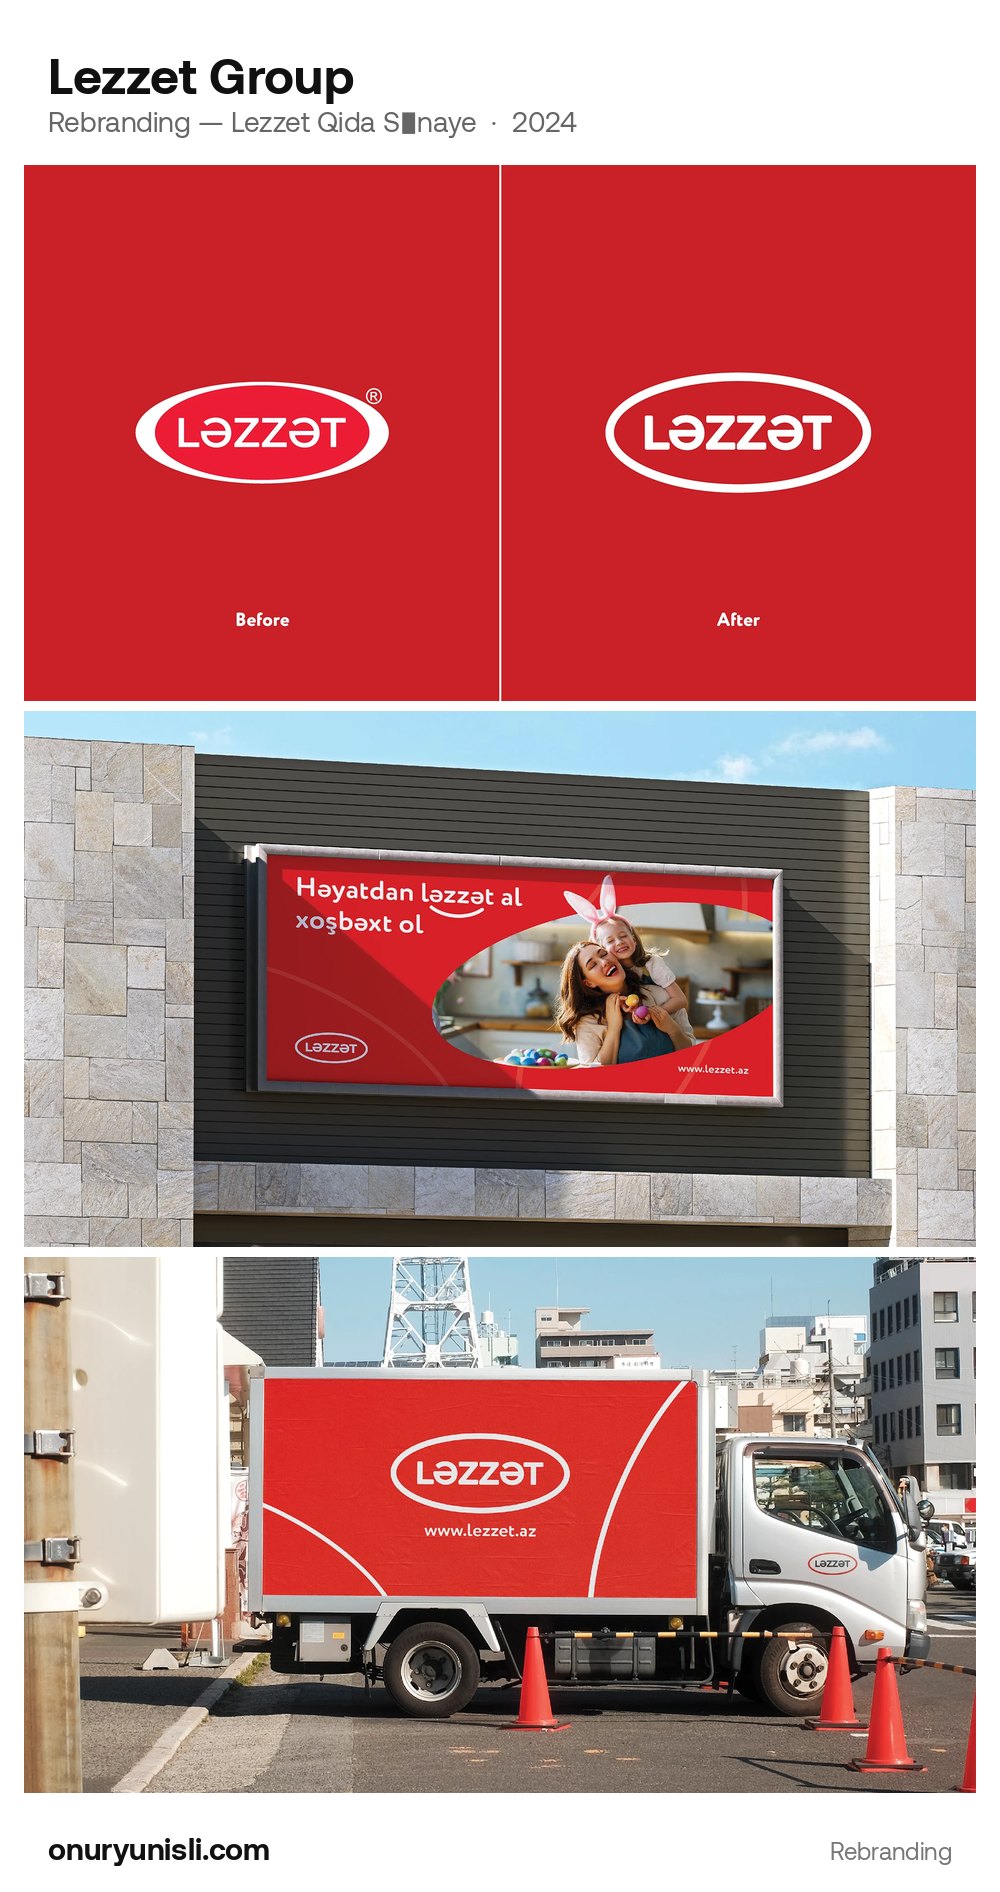 Lezzet Group
Rebranding — Lezzet Qida S▮naye · 2024
LəZZəT ®
LəZZəT
Before
After
Həyatdan ləzzət al
xoşbəxt ol
LəZZəT
www.lezzet.az
LəZZəT
www.lezzet.az
LəZZəT
onuryunisli.com
Rebranding